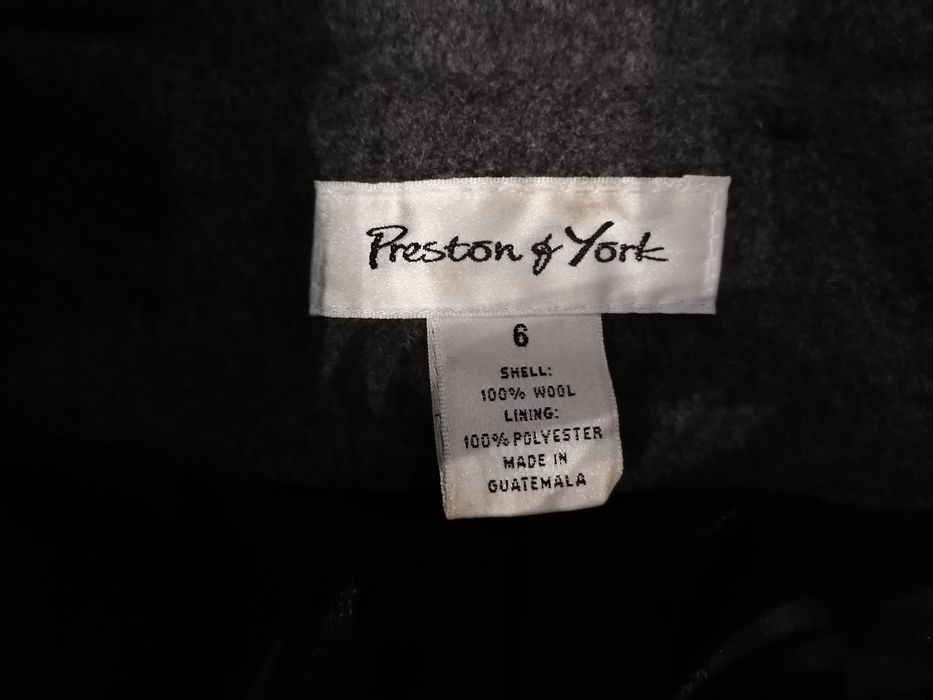 Preston & York
6
SHELL:
100% WOOL
LINING:
100% POLYESTER
MADE IN
GUATEMALA